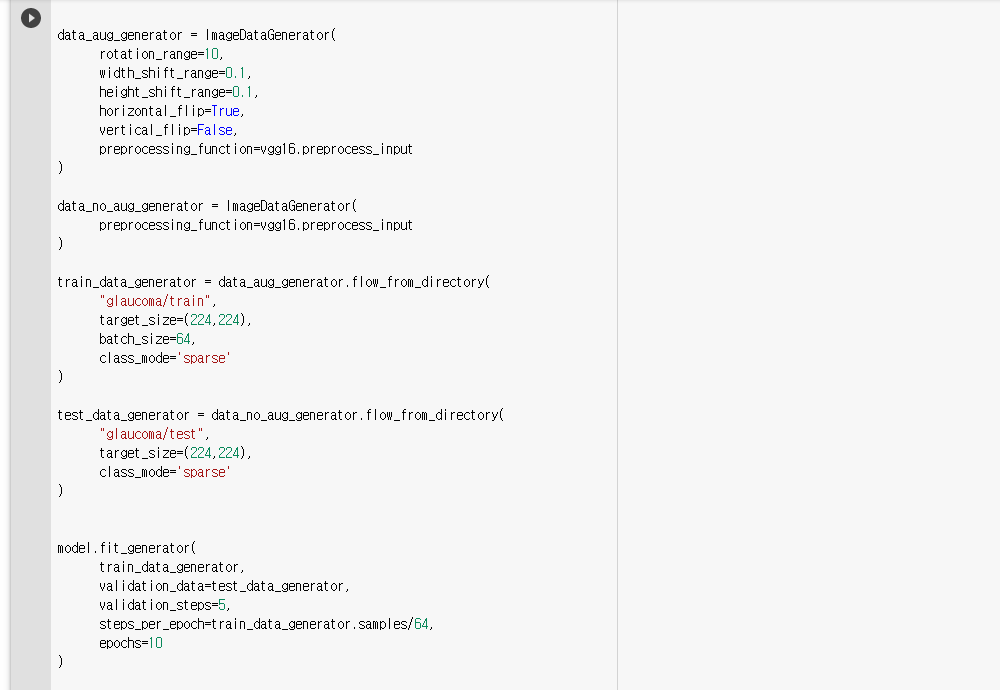 data_aug_generator = ImageDataGenerator(
rotation_range=10,
width_shift_range=0.1,
height_shift_range=0.1,
horizontal_flip=True,
vertical_flip=False,
preprocessing_function=vgg16.preprocess_input
)
data_no_aug_generator = ImageDataGenerator(
preprocessing_function=vgg16.preprocess_input
)
train_data_generator = data_aug_generator.flow_from_directory(
"glaucoma/train",
target_size=(224,224),
batch_size=64,
class_mode='sparse'
)
test_data_generator = data_no_aug_generator.flow_from_directory(
"glaucoma/test",
target_size=(224,224),
class_mode='sparse'
)
model.fit_generator(
train_data_generator,
validation_data=test_data_generator,
validation_steps=5,
steps_per_epoch=train_data_generator.samples/64,
epochs=10
)